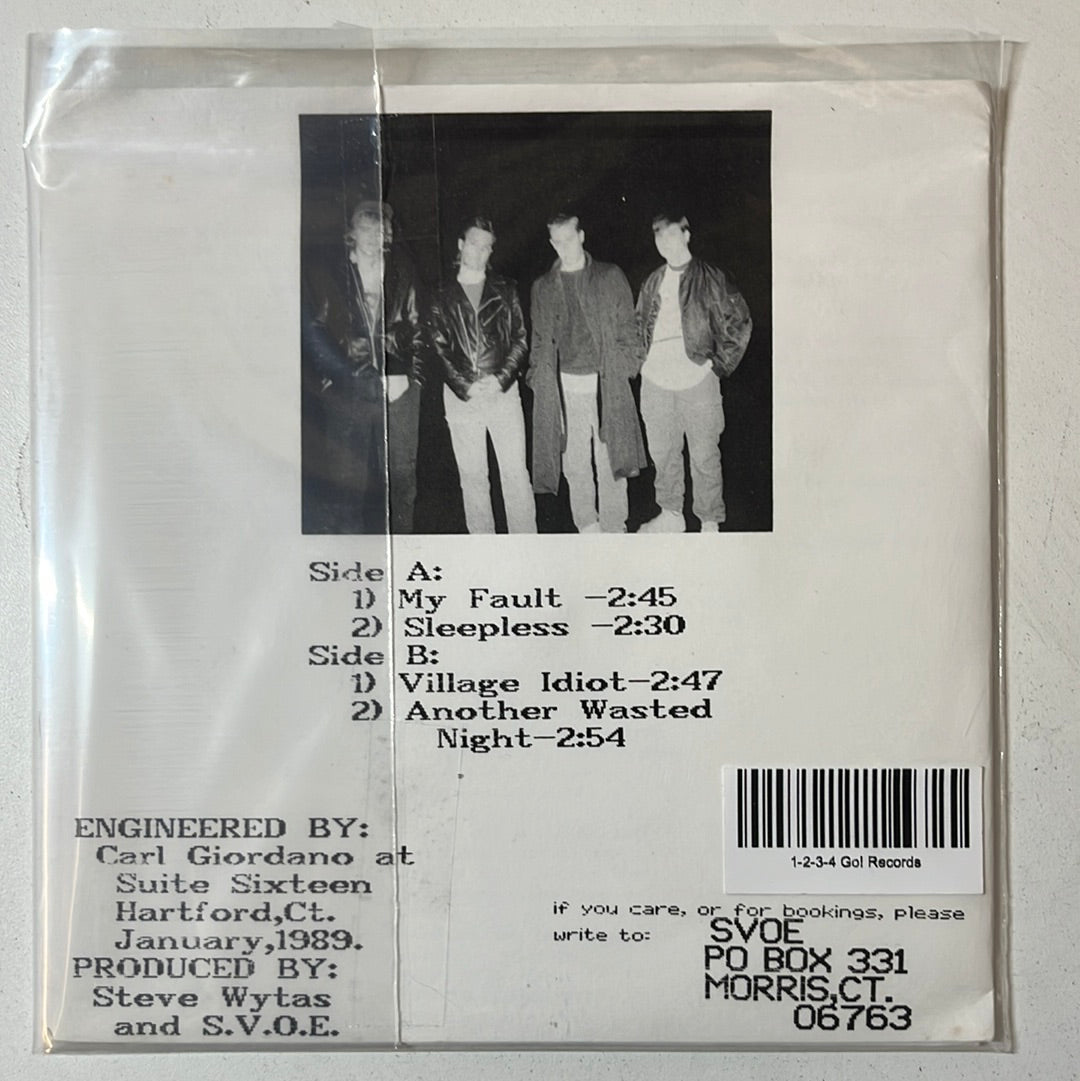 Side A:
1) My Fault -2:45
2) Sleepless -2:30
Side B:
1) Village Idiot-2:47
2) Another Wasted
Night-2:54
ENGINEERED BY:
Carl Giordano at
Suite Sixteen
Hartford,Ct.
January,1989.
PRODUCED BY:
Steve Wytas
and S.V.O.E.
1-2-3-4 Go! Records
if you care, or for bookings, please
write to: SVOE
PO BOX 331
MORRIS,CT.
06763